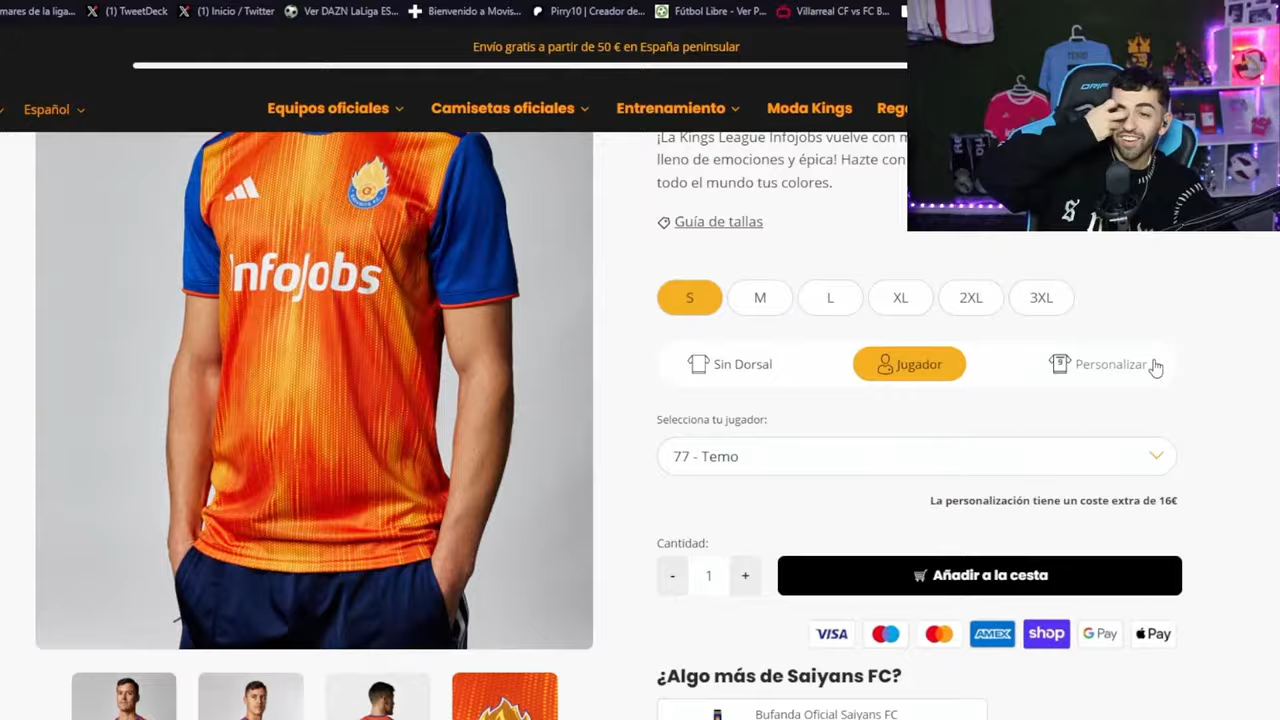 mares de la liga...
(1) TweetDeck
(1) Inicio / Twitter
Ver DAZN LaLiga ES...
Bienvenido a Movis...
Pirry10 | Creador de...
Fútbol Libre - Ver P...
Villarreal CF vs FC B...
Envío gratis a partir de 50 € en España peninsular
Español
Equipos oficiales
Camisetas oficiales
Entrenamiento
Moda Kings
Reg
¡La Kings League Infojobs vuelve con m
lleno de emociones y épica! Hazte con
todo el mundo tus colores.
Guía de tallas
InfoJobs
S M L XL 2XL 3XL
Sin Dorsal
Jugador
9 Personalizar
Selecciona tu jugador:
77 - Temo
La personalización tiene un coste extra de 16€
Cantidad:
- 1 +
Añadir a la cesta
VISA
AMEX
shop
G Pay
Pay
¿Algo más de Saiyans FC?
Bufanda Oficial Saiyans FC